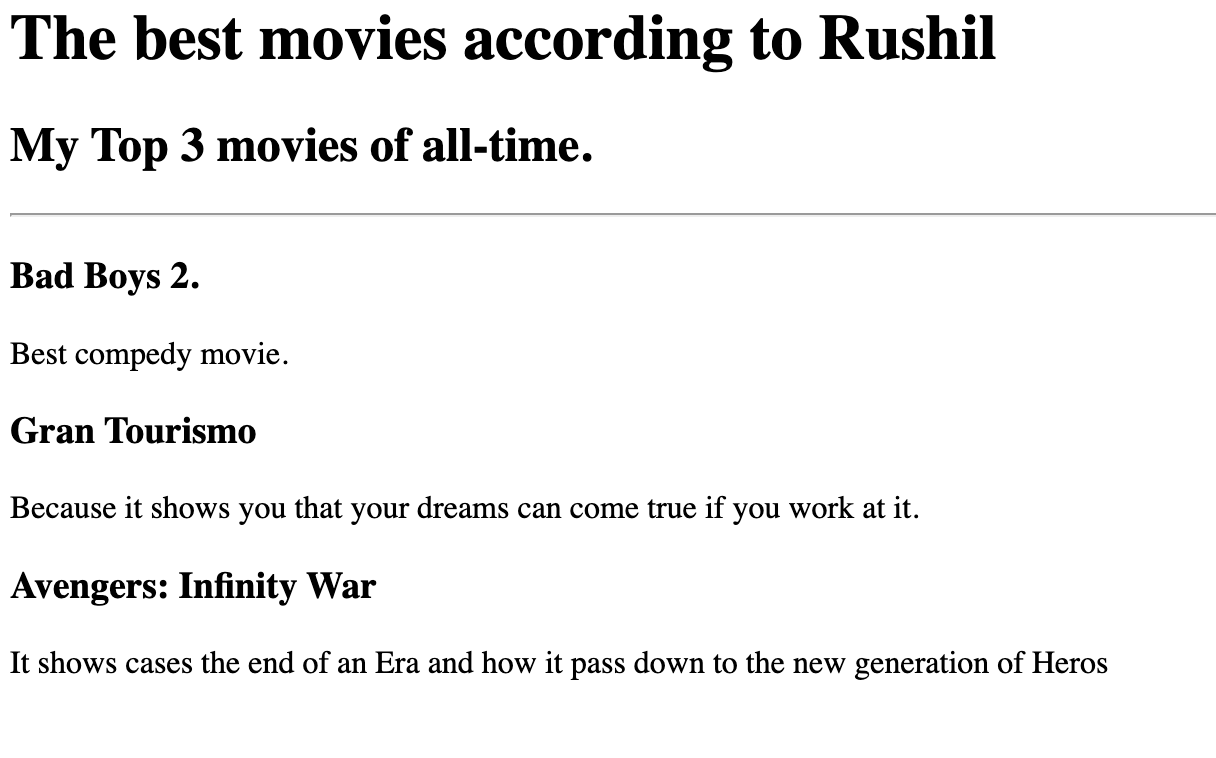 The best movies according to Rushil
My Top 3 movies of all-time.
Bad Boys 2.
Best compedy movie.
Gran Tourismo
Because it shows you that your dreams can come true if you work at it.
Avengers: Infinity War
It shows cases the end of an Era and how it pass down to the new generation of Heros